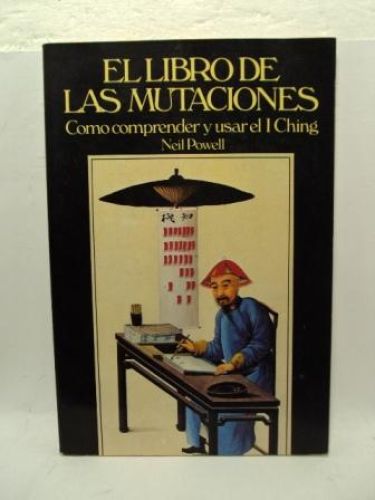 EL LIBRO DE
LAS MUTACIONES
Como comprender y usar el I Ching
Neil Powell